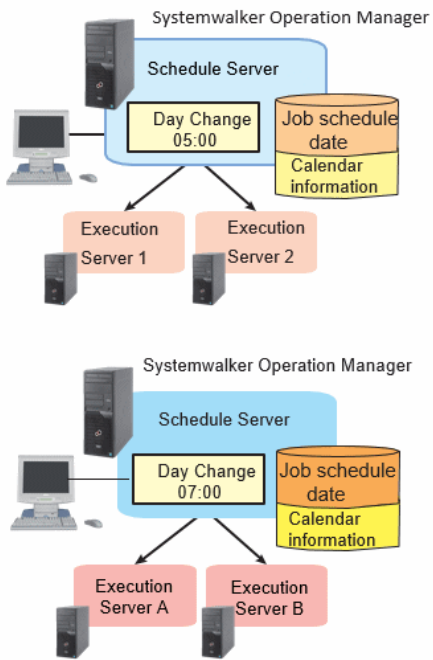 Systemwalker Operation Manager
Schedule Server
Day Change
05:00
Job schedule
date
Calendar
information
Execution
Server 1
Execution
Server 2
Systemwalker Operation Manager
Schedule Server
Day Change
07:00
Job schedule
date
Calendar
information
Execution
Server A
Execution
Server B